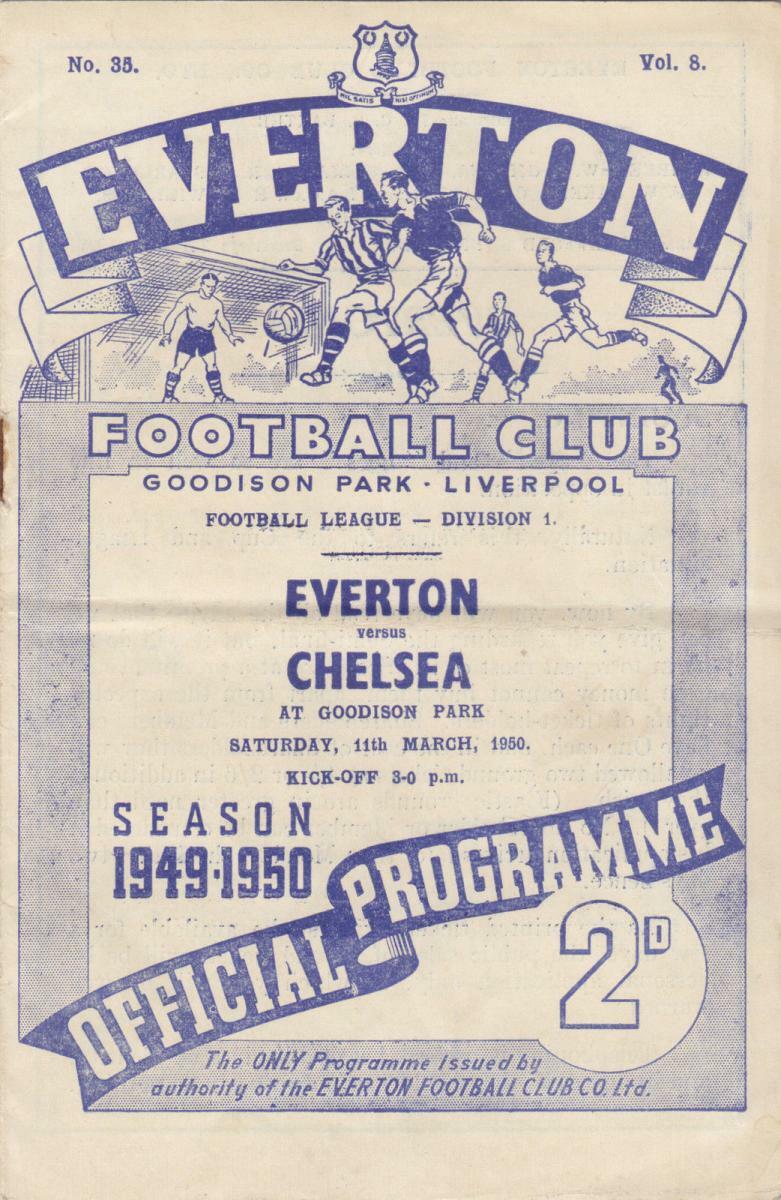 No. 35.
Vol. 8.
NIL SATIS NISI OPTIMUM
EVERTON
FOOTBALL CLUB
GOODISON PARK · LIVERPOOL
FOOTBALL LEAGUE — DIVISION 1.
EVERTON
versus
CHELSEA
AT GOODISON PARK
SATURDAY, 11th MARCH, 1950.
KICK-OFF 3-0 p.m.
SEASON
1949·1950
OFFICIAL PROGRAMME
2D
The ONLY Programme Issued by
authority of the EVERTON FOOTBALL CLUB CO. Ltd.